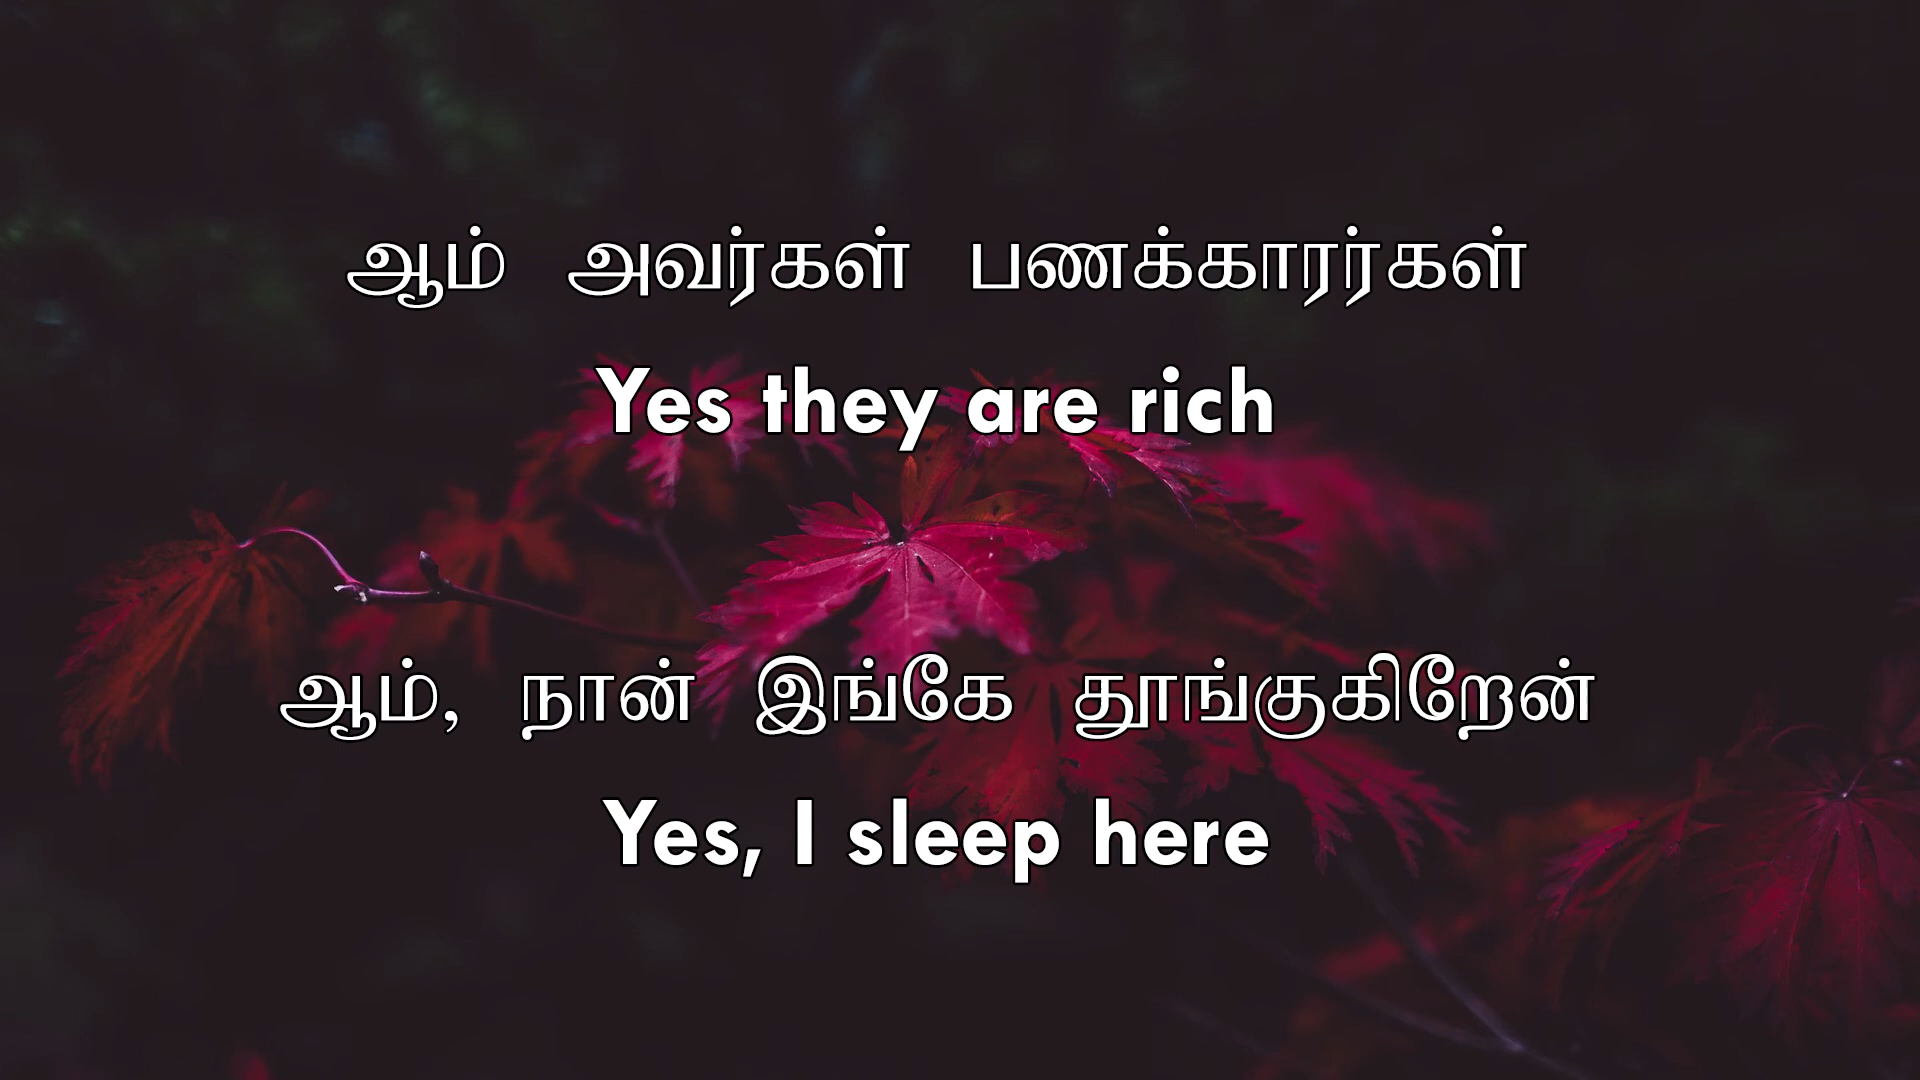 ஆம் அவர்கள் பணக்காரர்கள்
Yes they are rich
ஆம், நான் இங்கே தூங்குகிறேன்
Yes, I sleep here